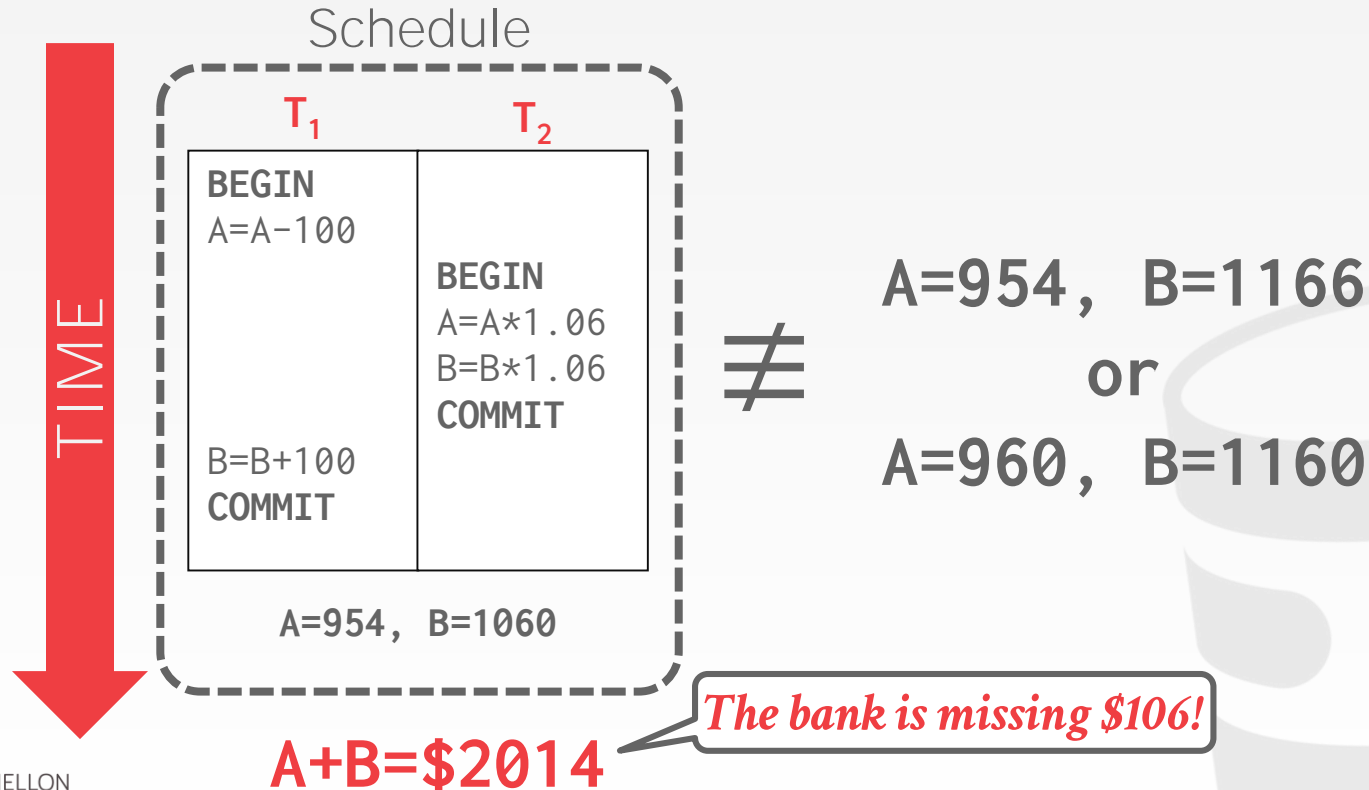 Schedule
TIME
T1 T2
BEGIN
A=A-100
BEGIN
A=A*1.06
B=B*1.06
COMMIT
B=B+100
COMMIT
A=954, B=1060
≢
A=954, B=1166
or
A=960, B=1160
The bank is missing $106!
A+B=$2014
MELLON